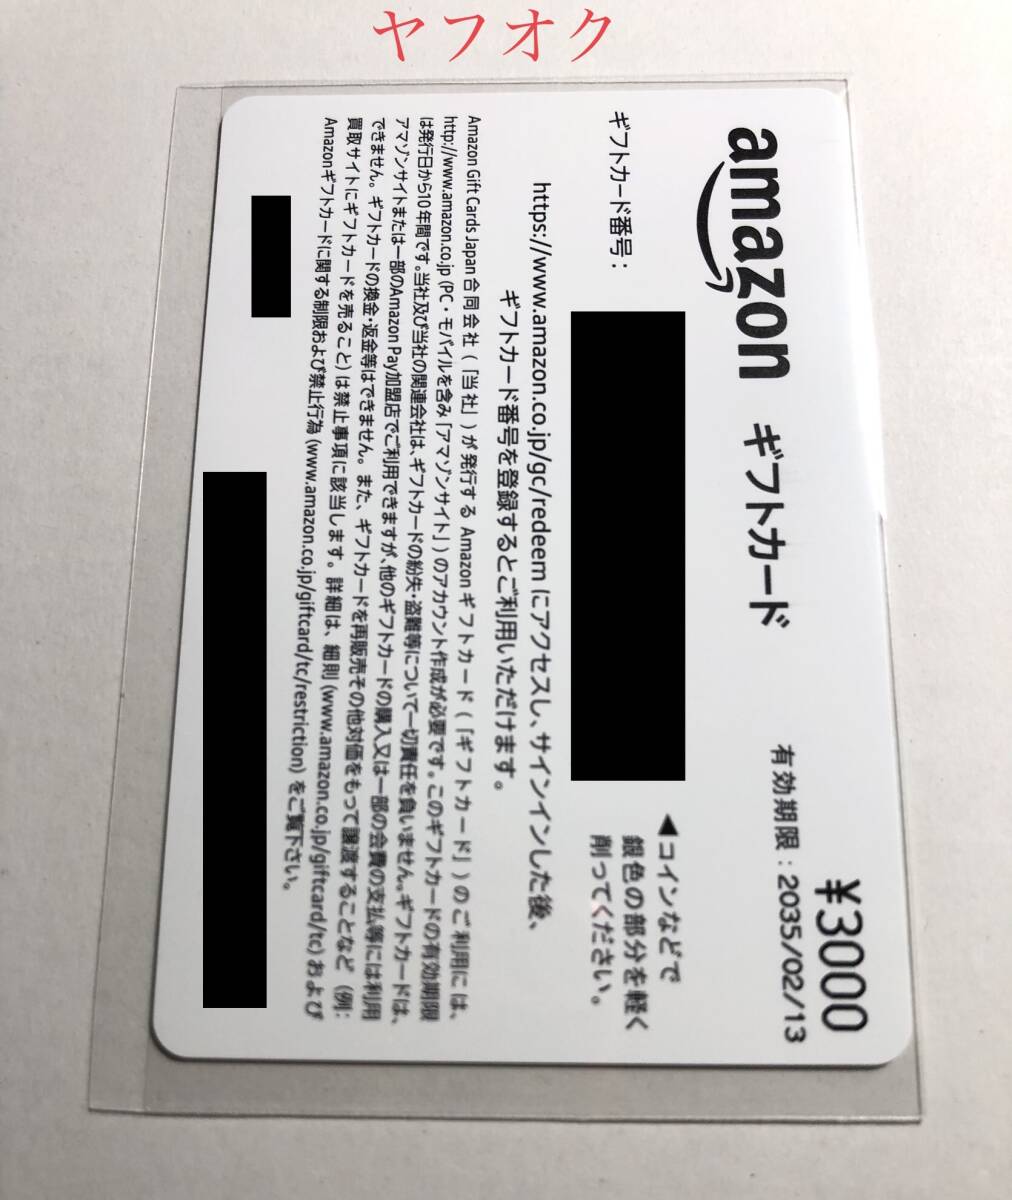 ヤフオク
amazon ギフトカード
¥3000
有効期限：2035/02/13
ギフトカード番号：
◀コインなどで
銀色の部分を軽く
削ってください。
https://www.amazon.co.jp/gc/redeem にアクセスし、サインインした後、
ギフトカード番号を登録するとご利用いただけます。
Amazon Gift Cards Japan 合同会社（「当社」）が発行する Amazon ギフトカード（「ギフトカード」）のご利用には、
http://www.amazon.co.jp (PC・モバイルを含み「アマゾンサイト」)のアカウント作成が必要です。このギフトカードの有効期限
は発行日から10年間です。当社及び当社の関連会社は、ギフトカードの紛失・盗難等について一切責任を負いません。ギフトカードは、
アマゾンサイトまたは一部のAmazon Pay加盟店でご利用できますが、他のギフトカードの購入又は一部の会費の支払等には利用
できません。ギフトカードの換金・返金等はできません。また、ギフトカードを再販売その他対価をもって譲渡することなど（例：
買取サイトにギフトカードを売ること）は禁止事項に該当します。詳細は、細則 (www.amazon.co.jp/giftcard/tc) および
Amazonギフトカードに関する制限および禁止行為 (www.amazon.co.jp/giftcard/tc/restriction) をご覧下さい。